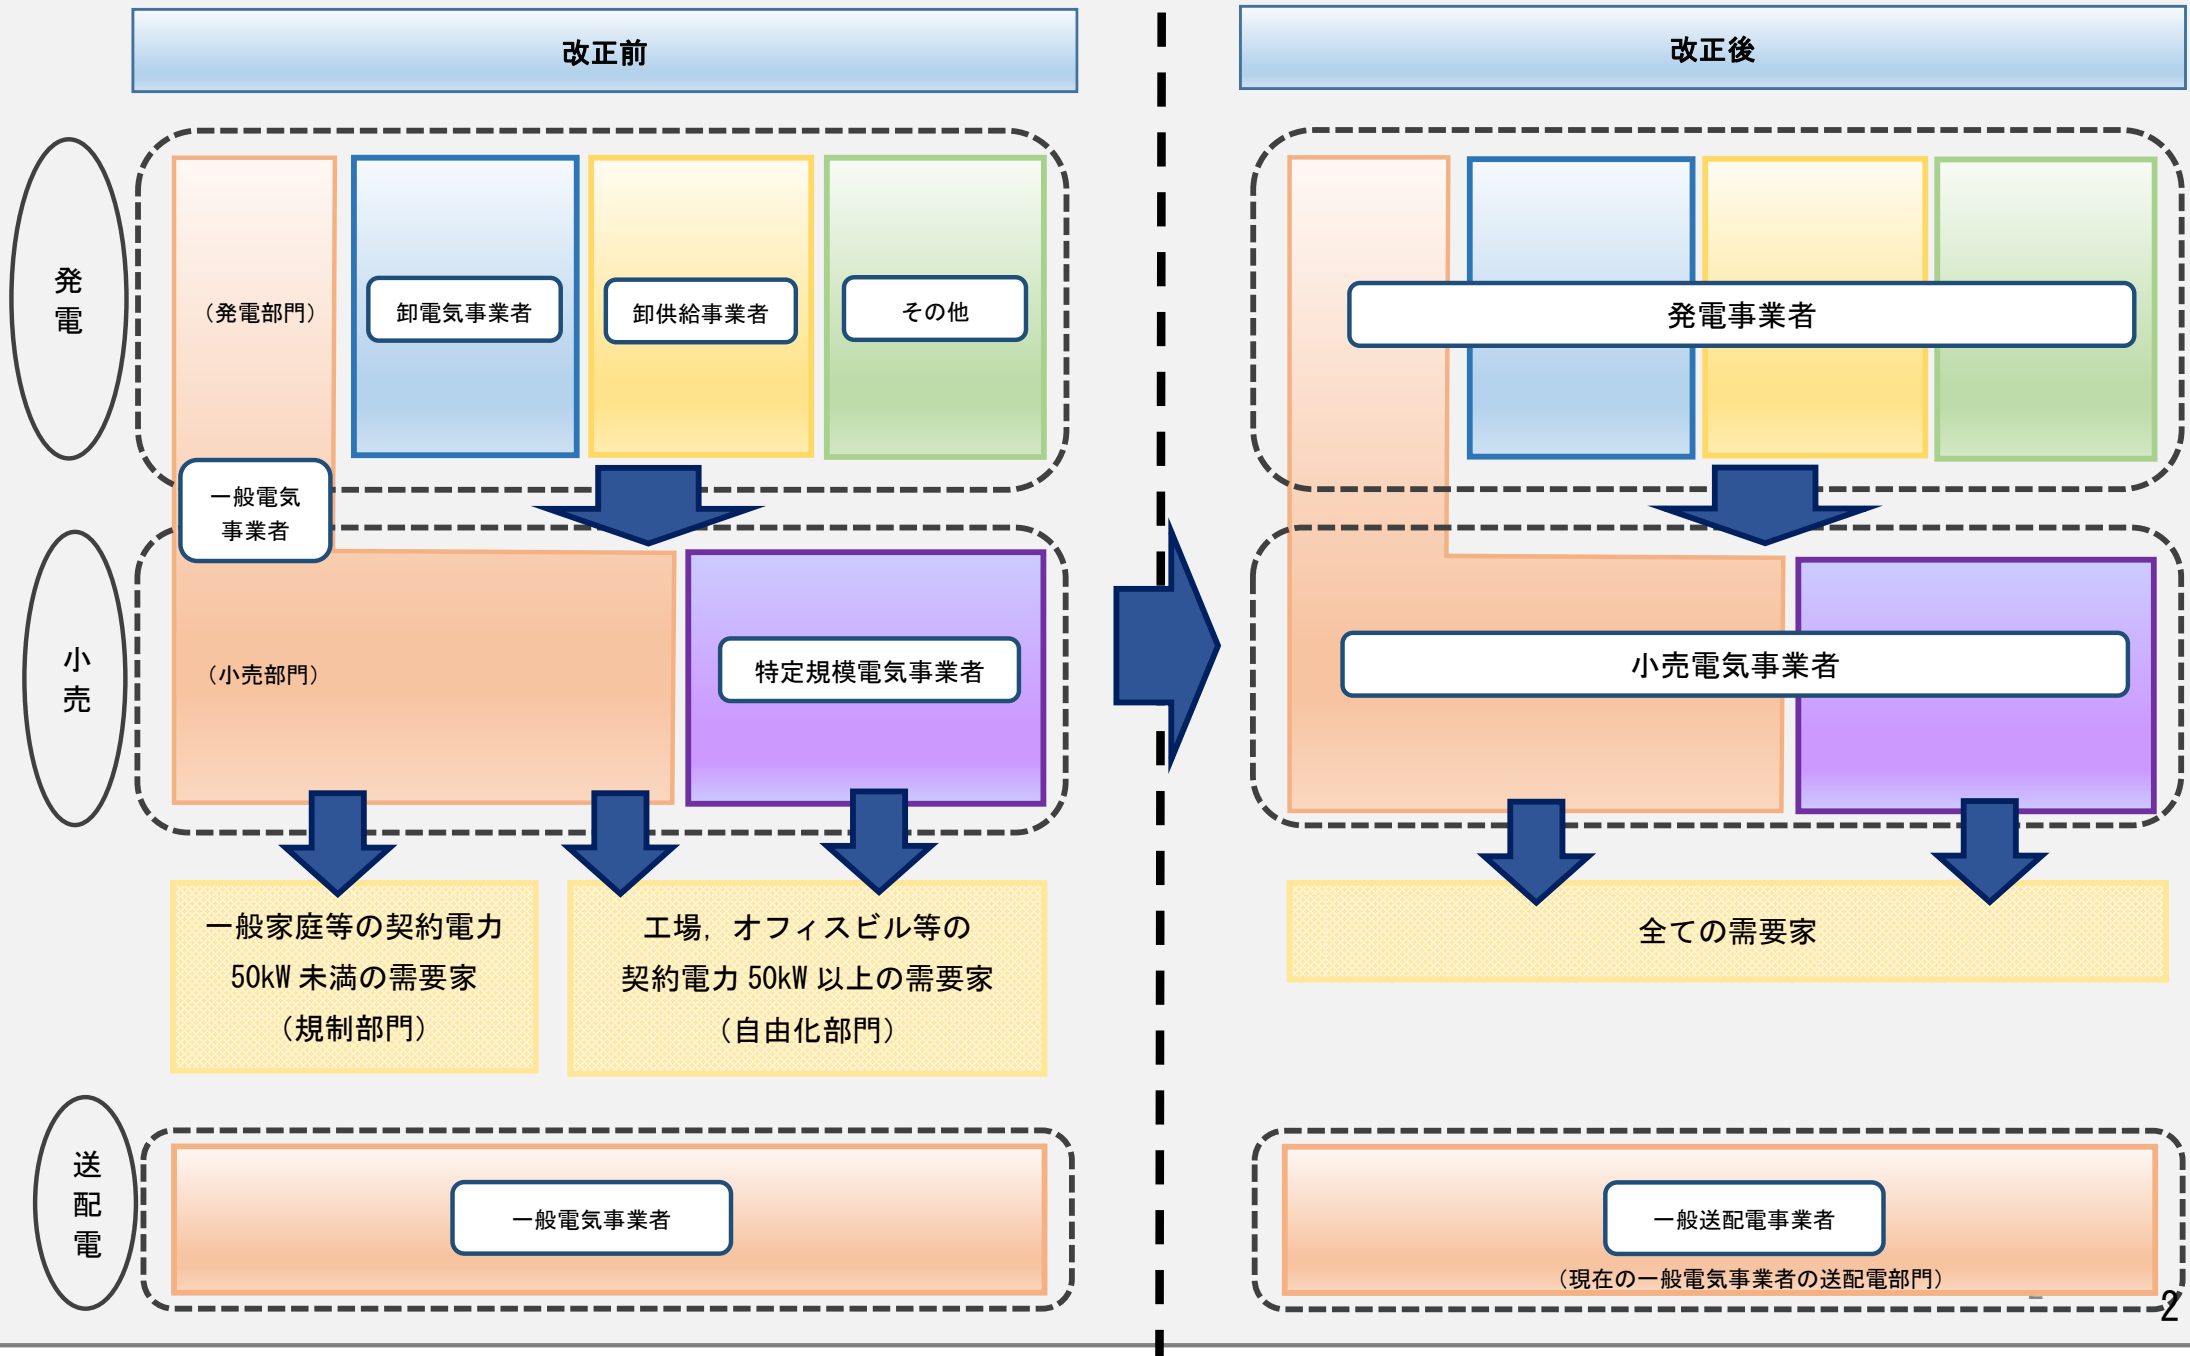 改正前
改正後
発電
（発電部門）
卸電気事業者
卸供給事業者
その他
発電事業者
一般電気
事業者
小売
（小売部門）
特定規模電気事業者
小売電気事業者
一般家庭等の契約電力
50kW 未満の需要家
（規制部門）
工場，オフィスビル等の
契約電力 50kW 以上の需要家
（自由化部門）
全ての需要家
送配電
一般電気事業者
一般送配電事業者
（現在の一般電気事業者の送配電部門）
2